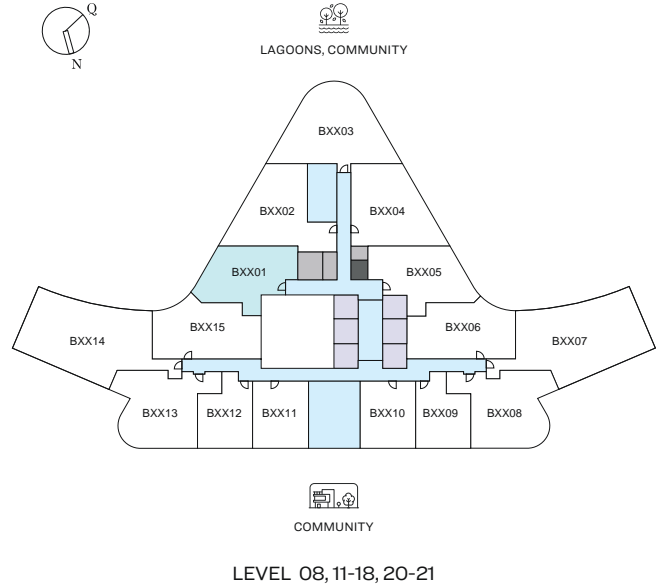 Q
N
LAGOONS, COMMUNITY
BXX03
BXX02
BXX04
BXX01
BXX05
BXX15
BXX06
BXX14
BXX07
BXX13
BXX12
BXX11
BXX10
BXX09
BXX08
COMMUNITY
LEVEL 08, 11-18, 20-21